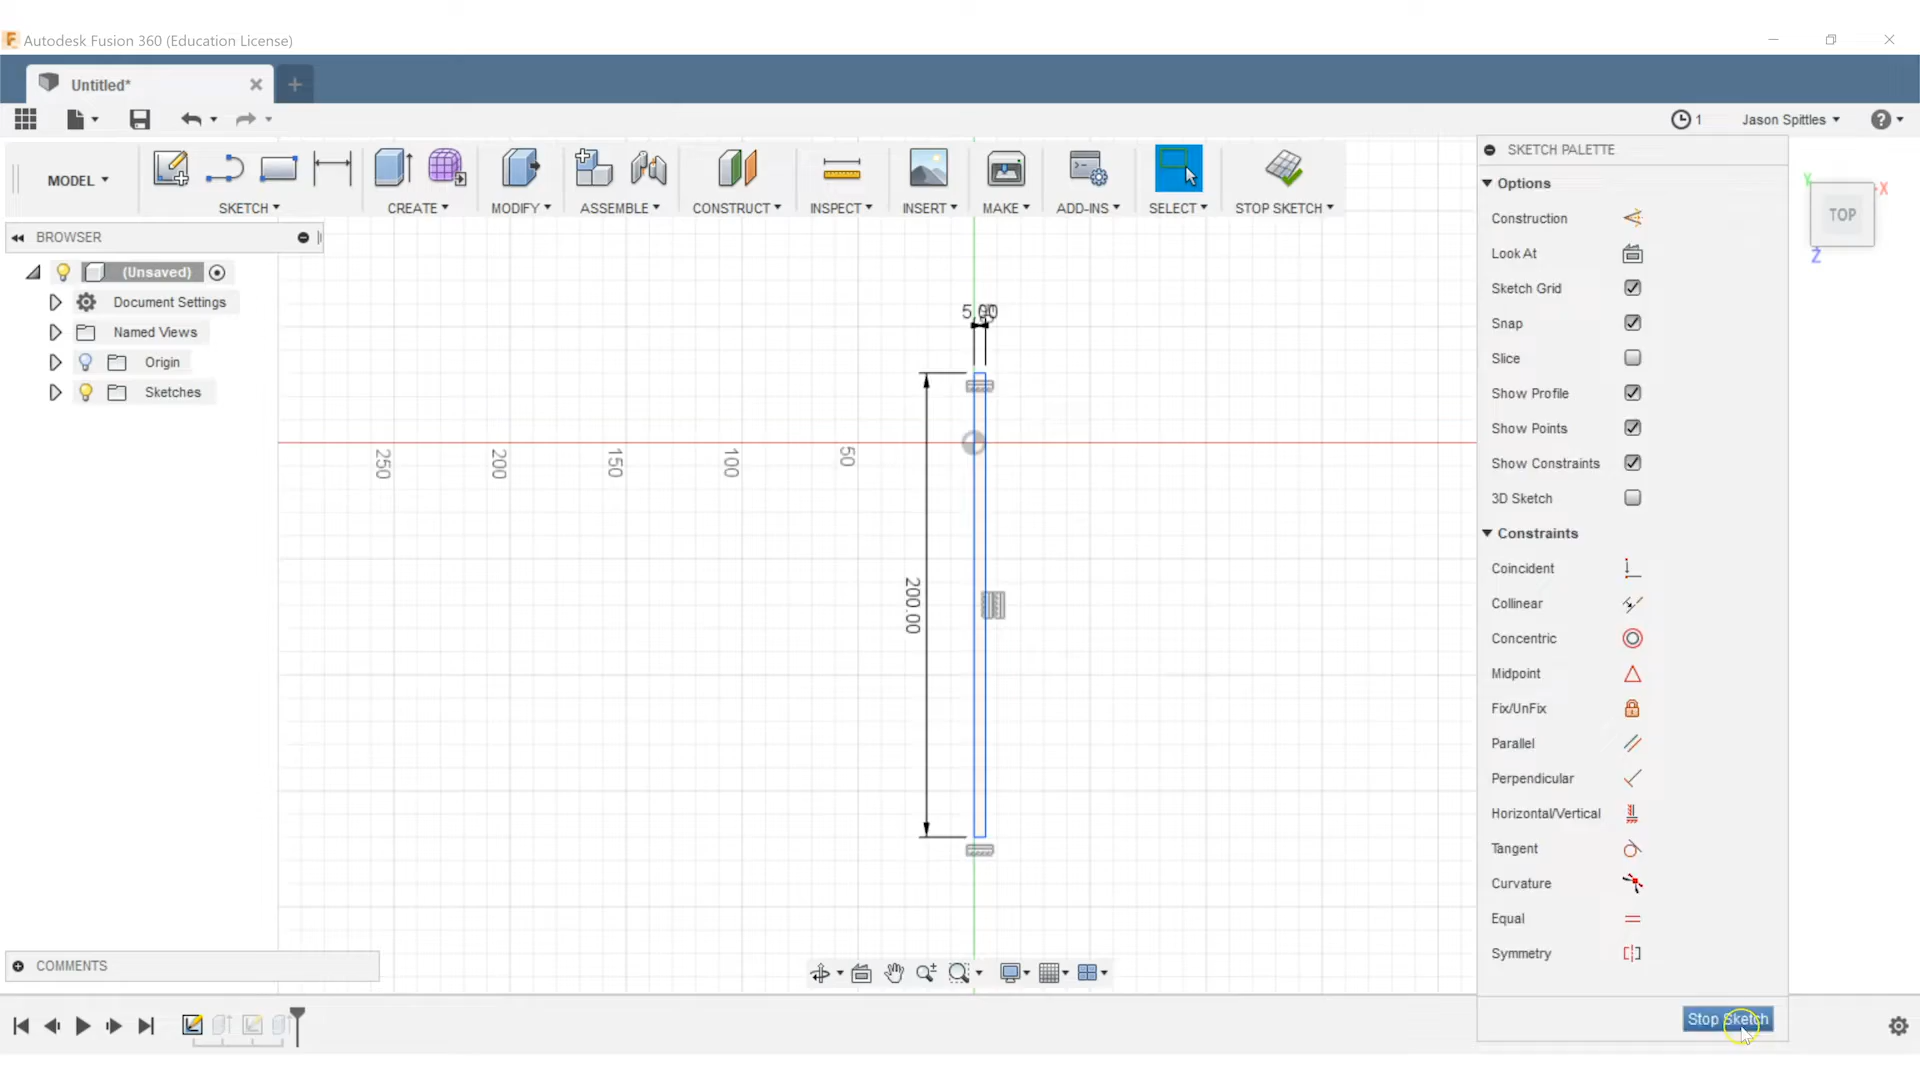 Autodesk Fusion 360 (Education License)
Untitled*
1
Jason Spittles
MODEL
SKETCH
CREATE
MODIFY
ASSEMBLE
CONSTRUCT
INSPECT
INSERT
MAKE
ADD-INS
SELECT
STOP SKETCH
BROWSER
(Unsaved)
Document Settings
Named Views
Origin
Sketches
250
200
150
100
50
200.00
SKETCH PALETTE
Options
Construction
Look At
Sketch Grid
Snap
Slice
Show Profile
Show Points
Show Constraints
3D Sketch
Constraints
Coincident
Collinear
Concentric
Midpoint
Fix/UnFix
Parallel
Perpendicular
Horizontal/Vertical
Tangent
Curvature
Equal
Symmetry
Stop Sketch
Y
X
TOP
Z
COMMENTS